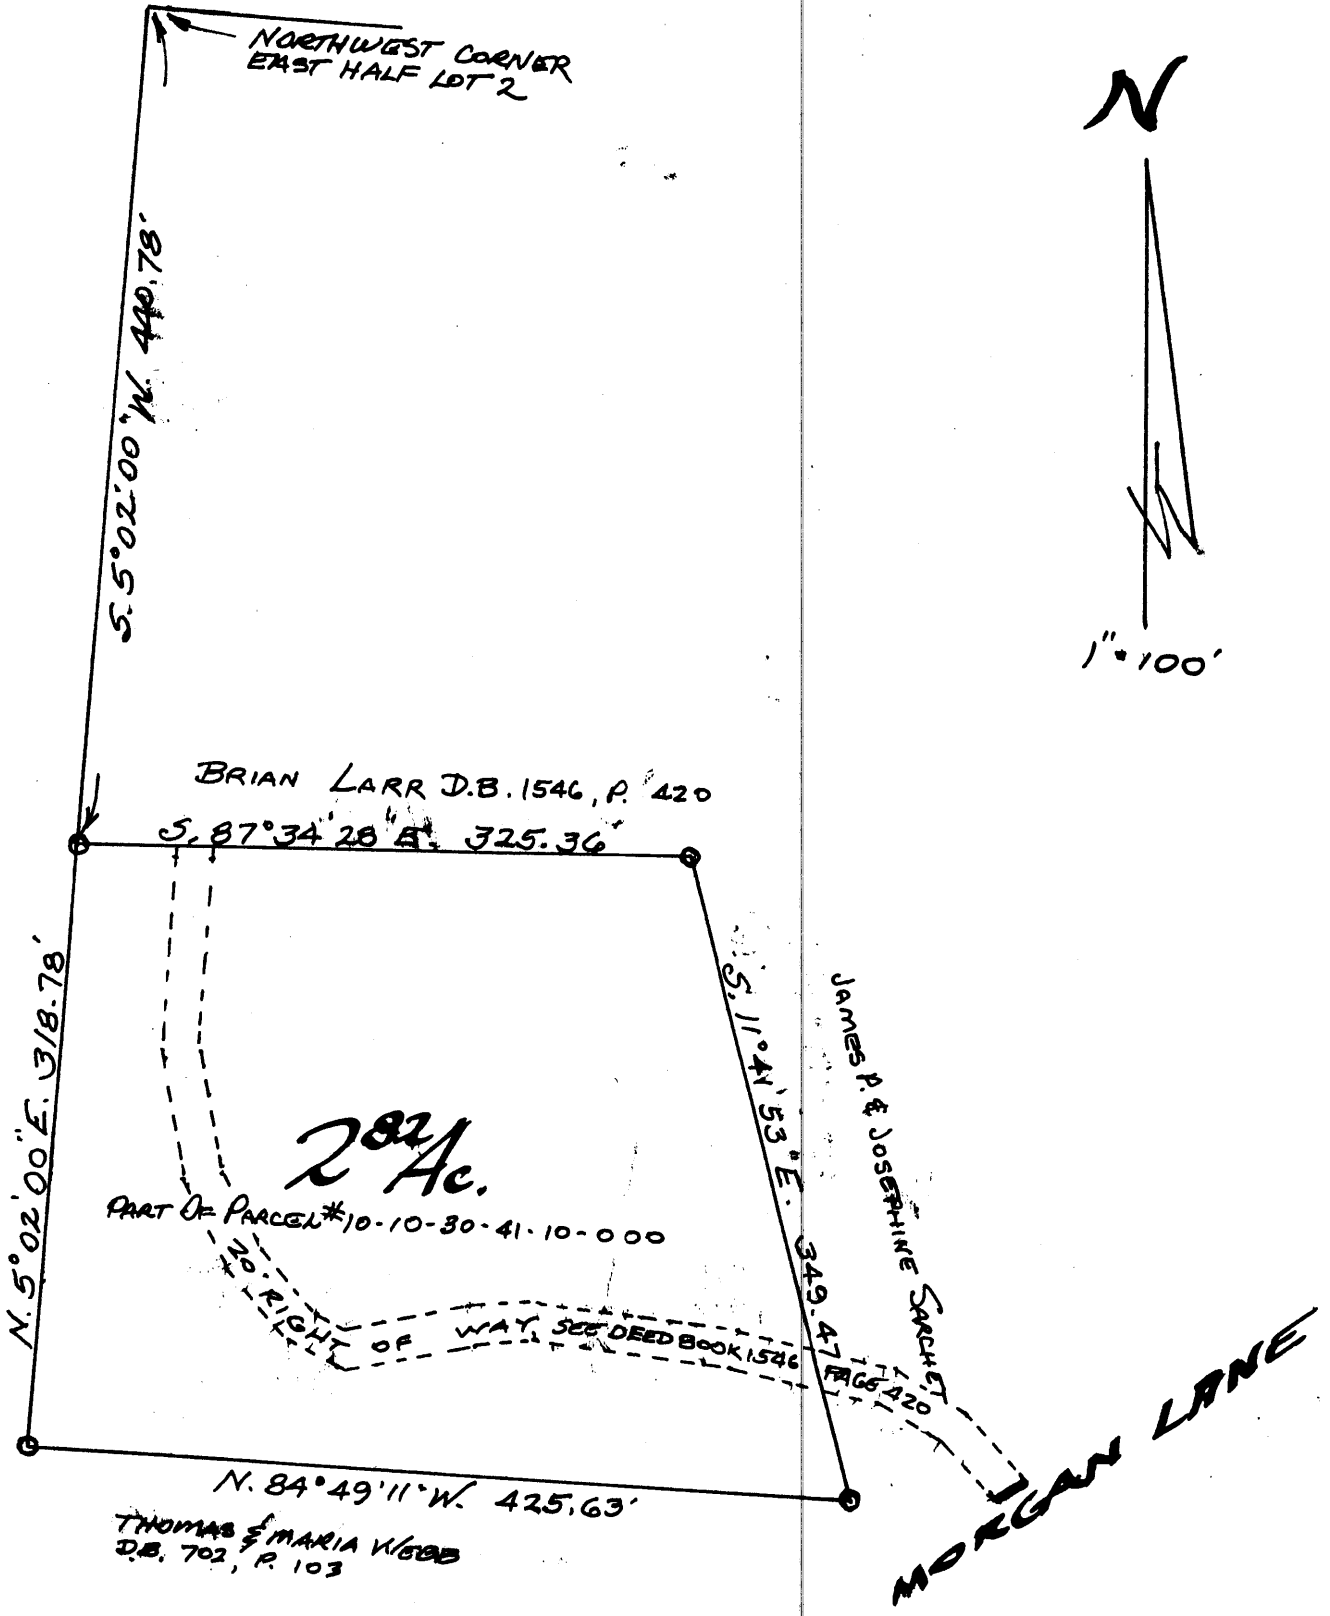 NORTHWEST CORNER
EAST HALF LOT 2
N
S. 5°02'00"W. 440.78'
1"=100'
BRIAN LARR D.B. 1546, P. 420
S. 87°34'28"E. 325.36'
N. 5°02'00"E. 318.78'
S. 11°41'53"E. 349.47
JAMES P. & JOSEPHINE SARCHET
2 82 Ac.
PART OF PARCEL #10-10-30-41-10-000
20' RIGHT OF WAY, SEE DEED BOOK 1546 PAGE 420
MORGAN LANE
N. 84°49'11"W. 425.63'
THOMAS & MARIA WEBB
D.B. 702, P. 103